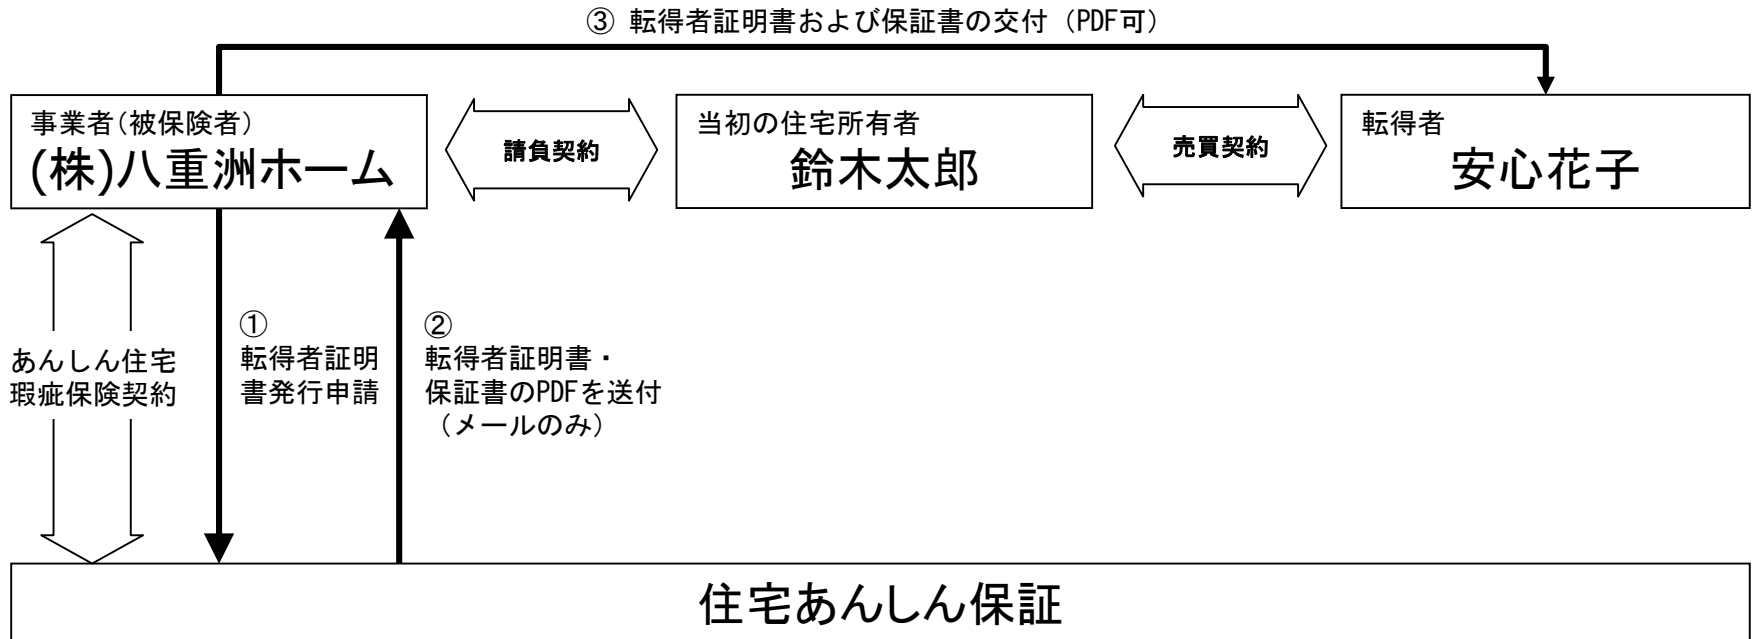 ③ 転得者証明書および保証書の交付（PDF可）
事業者(被保険者)
(株)八重洲ホーム
請負契約
当初の住宅所有者
鈴木太郎
売買契約
転得者
安心花子
あんしん住宅
瑕疵保険契約
①
転得者証明
書発行申請
②
転得者証明書・
保証書のPDFを送付
（メールのみ）
住宅あんしん保証